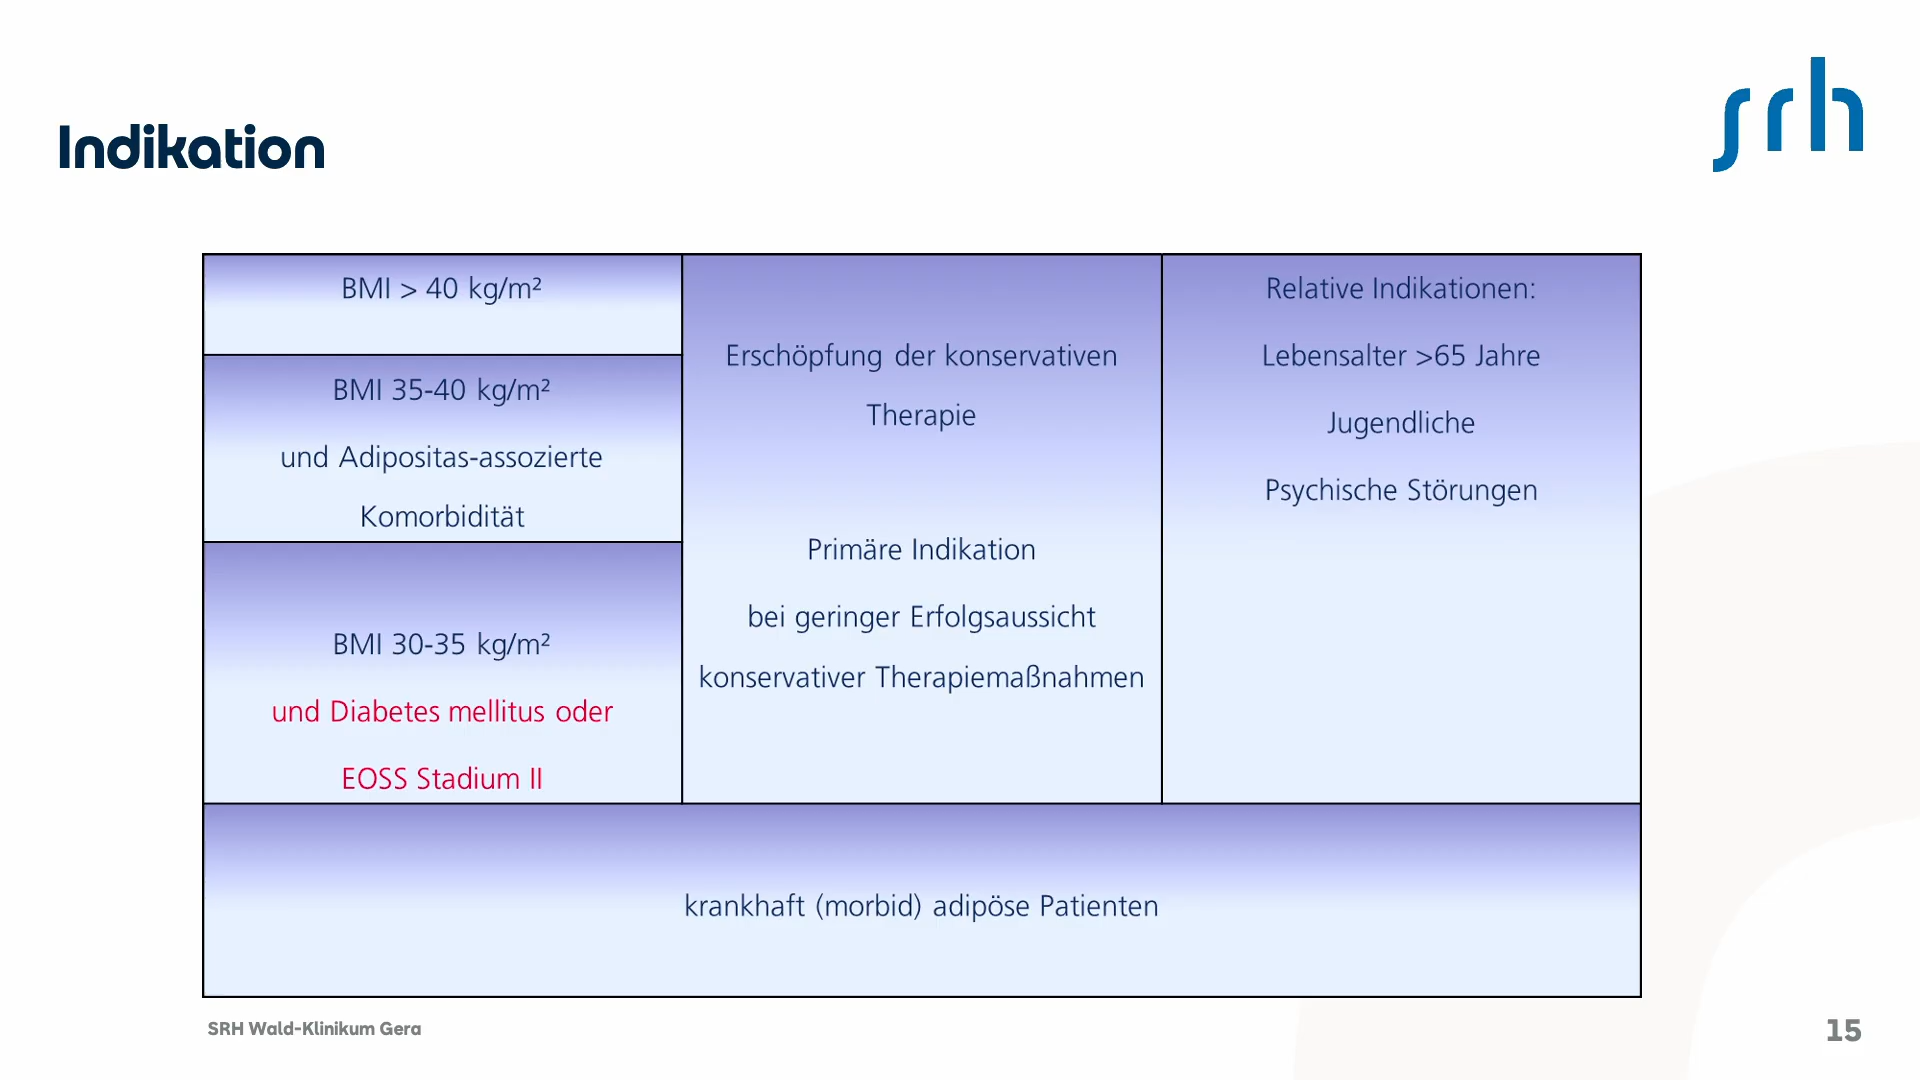 Indikation
srh
BMI > 40 kg/m²
BMI 35-40 kg/m²
und Adipositas-assozierte
Komorbidität
BMI 30-35 kg/m²
und Diabetes mellitus oder
EOSS Stadium II
Erschöpfung der konservativen
Therapie
Primäre Indikation
bei geringer Erfolgsaussicht
konservativer Therapiemaßnahmen
Relative Indikationen:
Lebensalter >65 Jahre
Jugendliche
Psychische Störungen
krankhaft (morbid) adipöse Patienten
SRH Wald-Klinikum Gera
15